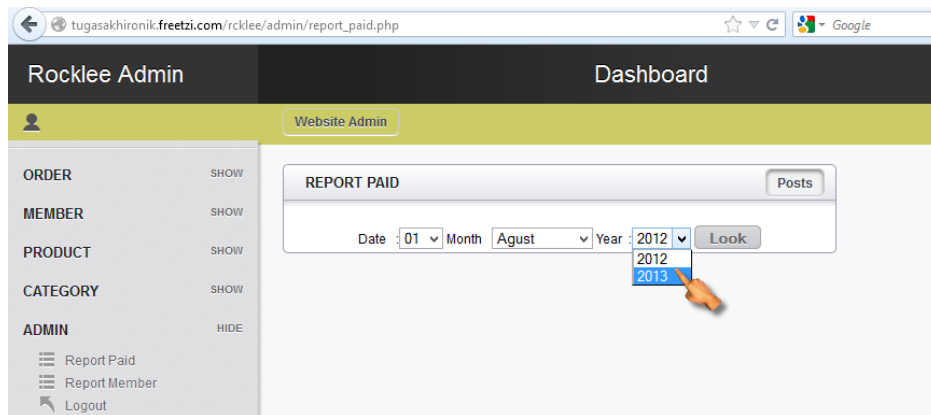 tugasakhironik.freetzi.com/rcklee/admin/report_paid.php
Google
Rocklee Admin
Dashboard
Website Admin
ORDER SHOW
MEMBER SHOW
PRODUCT SHOW
CATEGORY SHOW
ADMIN HIDE
Report Paid
Report Member
Logout
REPORT PAID Posts
Date : 01 Month Agust Year : 2012 Look
2012
2013